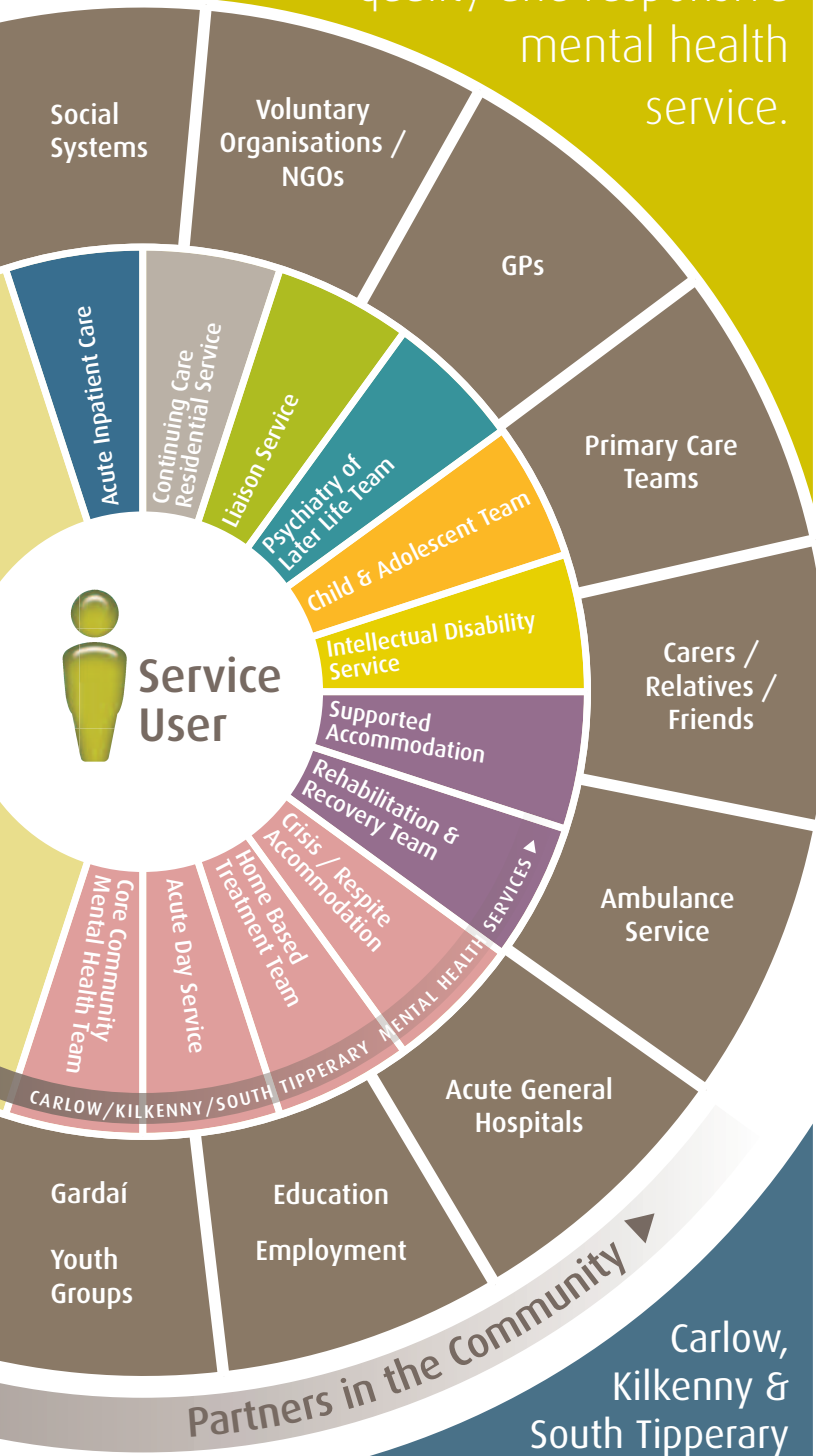 mental health
service.
Social
Systems
Voluntary
Organisations /
NGOs
GPs
Primary Care
Teams
Carers /
Relatives /
Friends
Ambulance
Service
Acute General
Hospitals
Education
Employment
Gardaí
Youth
Groups
Acute Inpatient Care
Continuing Care
Residential Service
Liaison Service
Psychiatry of
Later Life Team
Child & Adolescent Team
Intellectual Disability
Service
Supported
Accommodation
Rehabilitation &
Recovery Team
Crisis / Respite
Accommodation
Home Based
Treatment Team
Acute Day Service
Core Community
Mental Health Team
Service
User
CARLOW/KILKENNY/SOUTH TIPPERARY MENTAL HEALTH SERVICES
Partners in the Community
Carlow,
Kilkenny &
South Tipperary